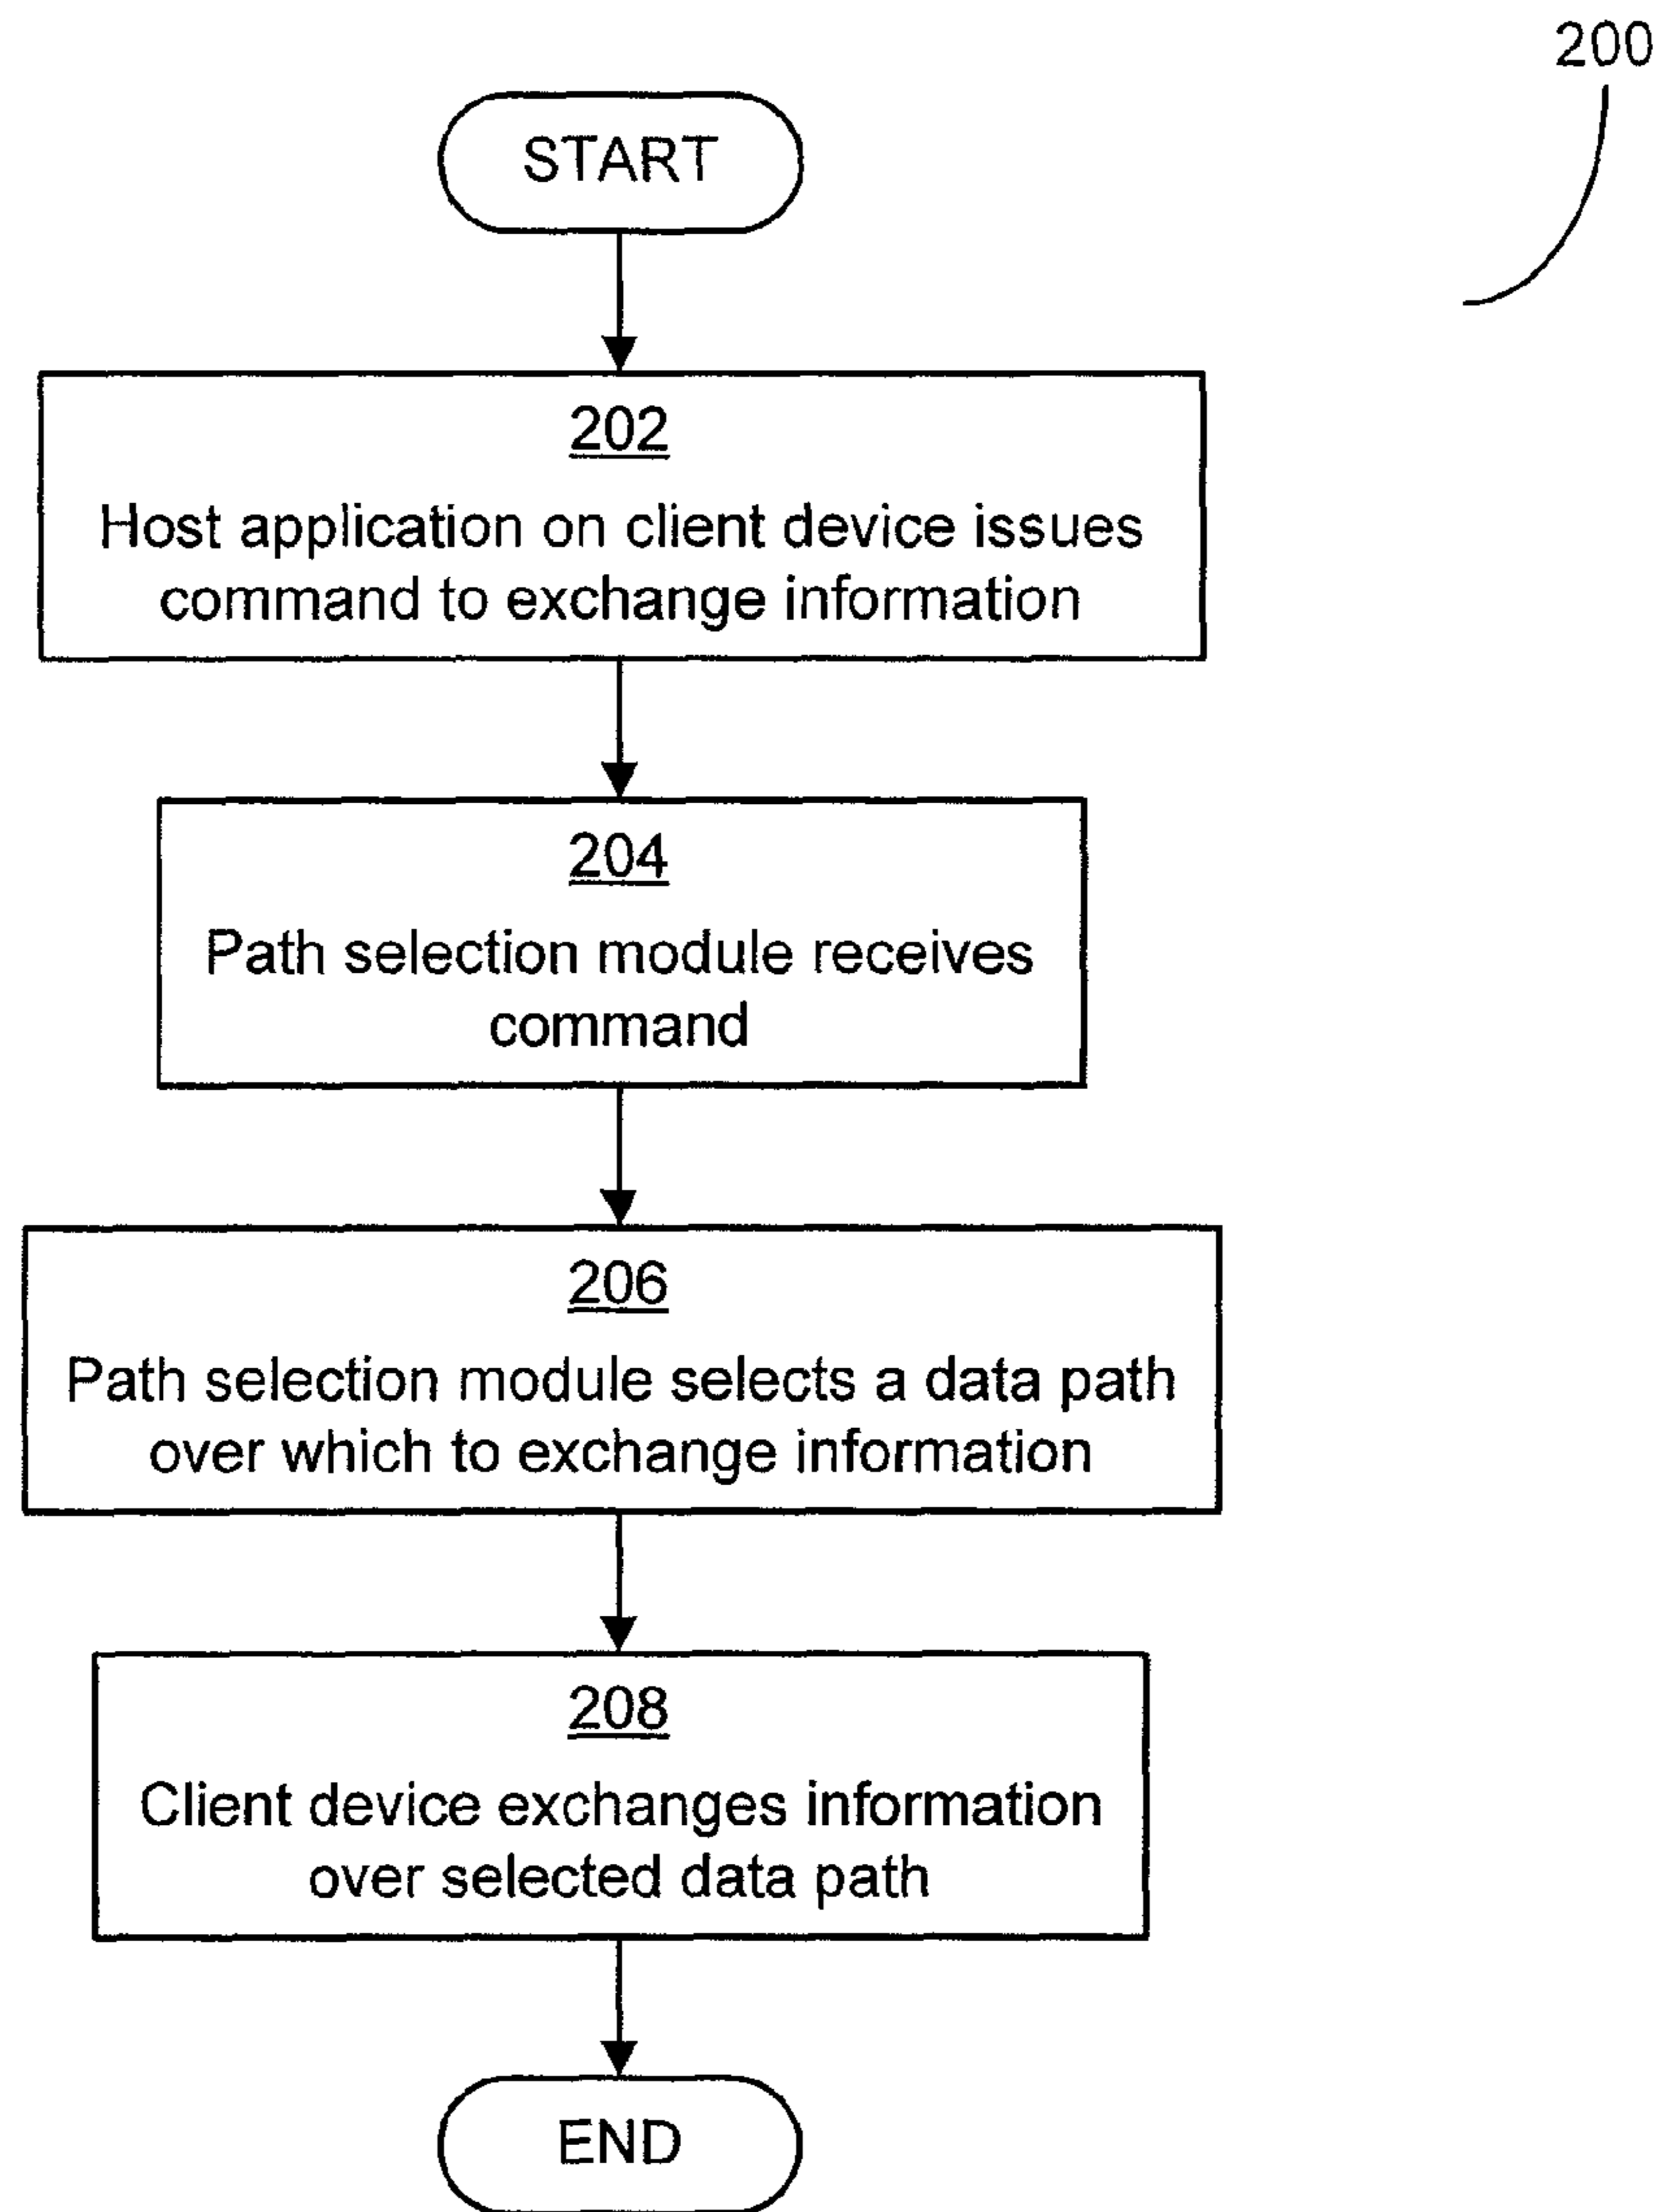 200
START
202
Host application on client device issues
command to exchange information
204
Path selection module receives
command
206
Path selection module selects a data path
over which to exchange information
208
Client device exchanges information
over selected data path
END